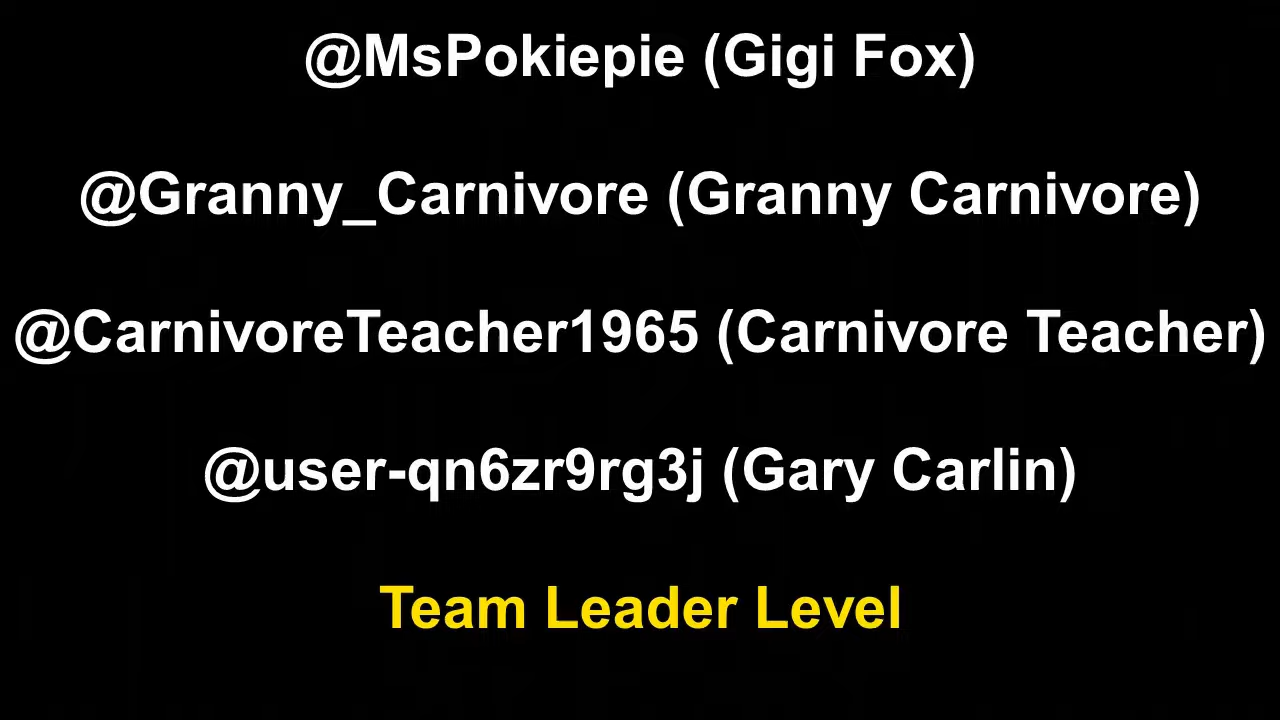 @MsPokiepie (Gigi Fox)
@Granny_Carnivore (Granny Carnivore)
@CarnivoreTeacher1965 (Carnivore Teacher)
@user-qn6zr9rg3j (Gary Carlin)
Team Leader Level